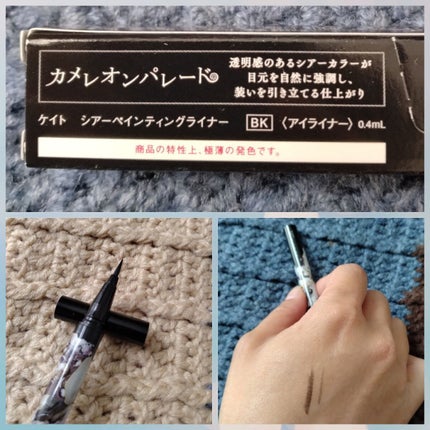 カメレオンパレード
透明感のあるシアーカラーが
目元を自然に強調し、
装いを引き立てる仕上がり
ケイト シアーペインティングライナー BK 〈アイライナー〉 0.4mL
商品の特性上、極薄の発色です。